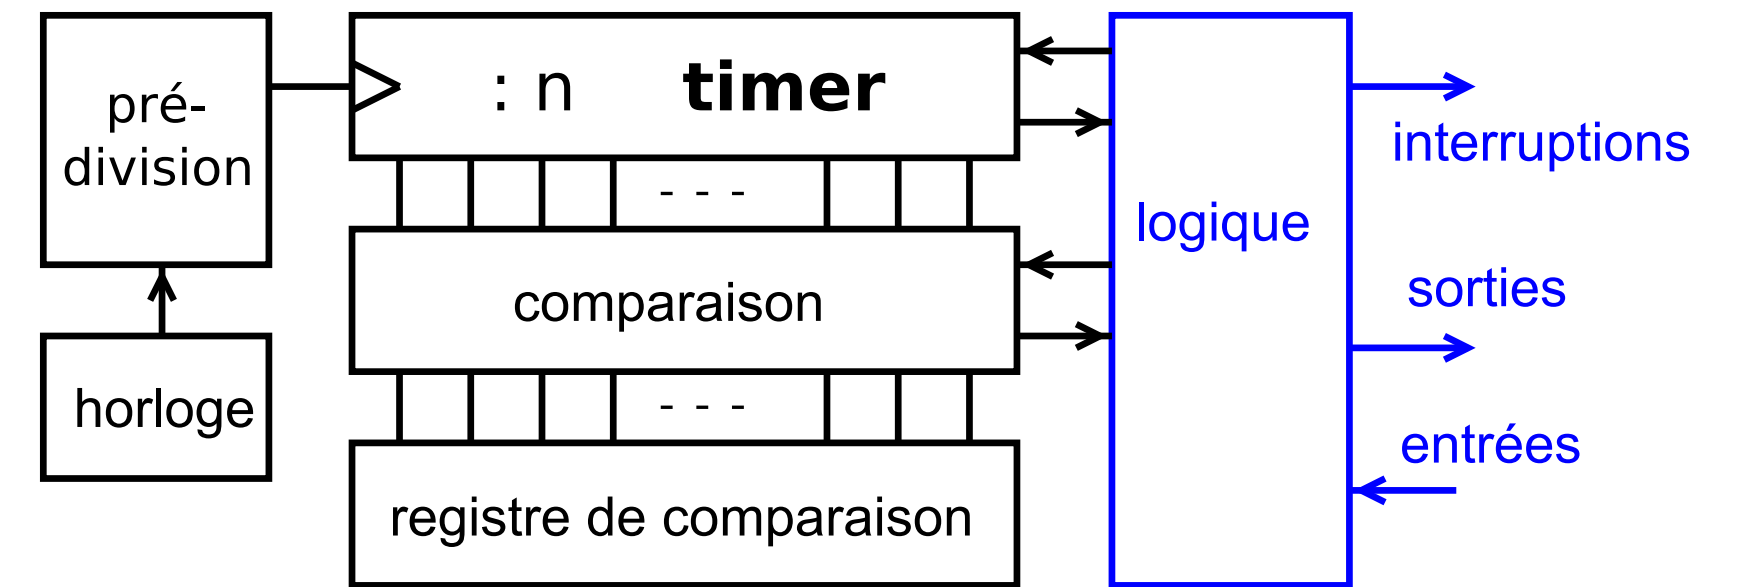 pré-
division
horloge
: n timer
- - -
comparaison
- - -
registre de comparaison
logique
interruptions
sorties
entrées